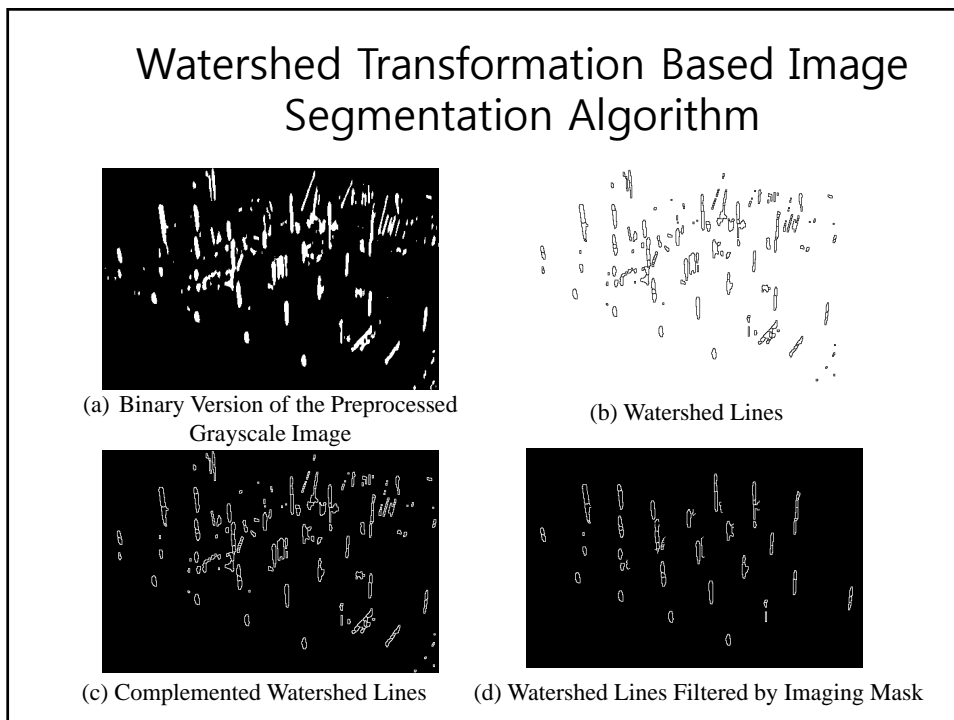 Watershed Transformation Based Image
Segmentation Algorithm
(a) Binary Version of the Preprocessed
Grayscale Image
(b) Watershed Lines
(c) Complemented Watershed Lines
(d) Watershed Lines Filtered by Imaging Mask